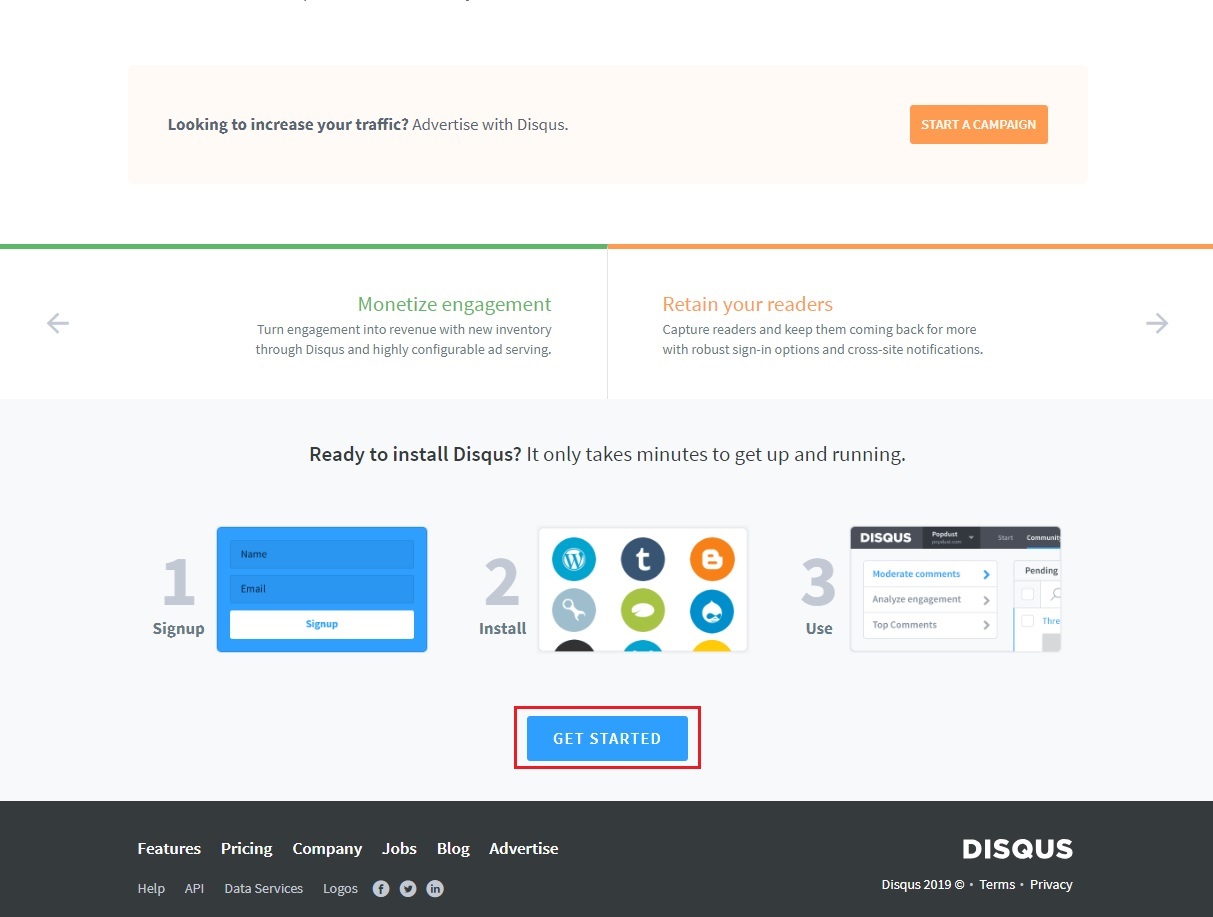 Looking to increase your traffic? Advertise with Disqus.
START A CAMPAIGN
Monetize engagement
Turn engagement into revenue with new inventory
through Disqus and highly configurable ad serving.
Retain your readers
Capture readers and keep them coming back for more
with robust sign-in options and cross-site notifications.
Ready to install Disqus? It only takes minutes to get up and running.
1
Signup
Name
Email
Signup
2
Install
t
3
Use
DISQUS
Popdust
popdust.com
Start
Community
Moderate comments
Analyze engagement
Top Comments
Pending
Thre
GET STARTED
Features Pricing Company Jobs Blog Advertise
DISQUS
Help API Data Services Logos
Disqus 2019 © • Terms • Privacy